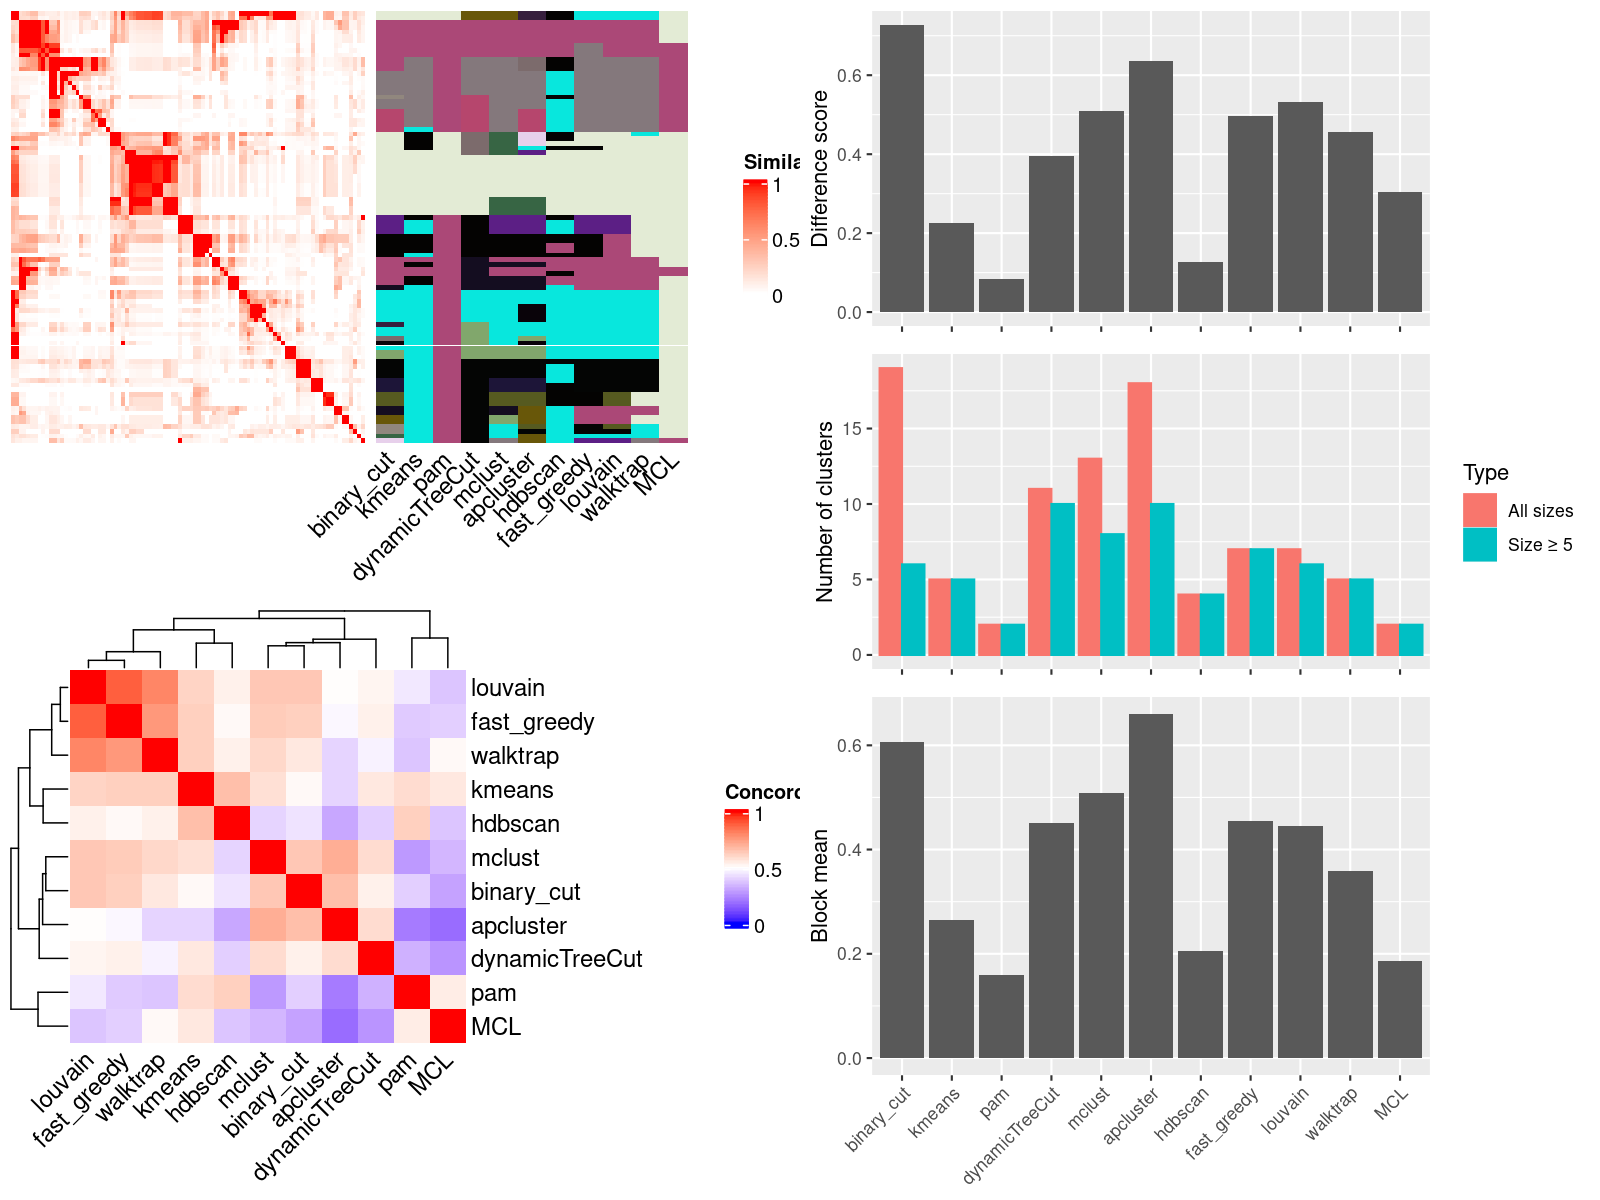 Simila
1
0.5
0
binary_cut
kmeans
pam
dynamicTreeCut
mclust
apcluster
hdbscan
fast_greedy
louvain
walktrap
MCL
louvain
fast_greedy
walktrap
kmeans
hdbscan
mclust
binary_cut
apcluster
dynamicTreeCut
pam
MCL
louvain
fast_greedy
walktrap
kmeans
hdbscan
mclust
binary_cut
apcluster
dynamicTreeCut
pam
MCL
Concord
1
0.5
0
Difference score
0.6
0.4
0.2
0.0
Number of clusters
15
10
5
0
Type
All sizes
Size ≥ 5
Block mean
0.6
0.4
0.2
0.0
binary_cut
kmeans
pam
dynamicTreeCut
mclust
apcluster
hdbscan
fast_greedy
louvain
walktrap
MCL